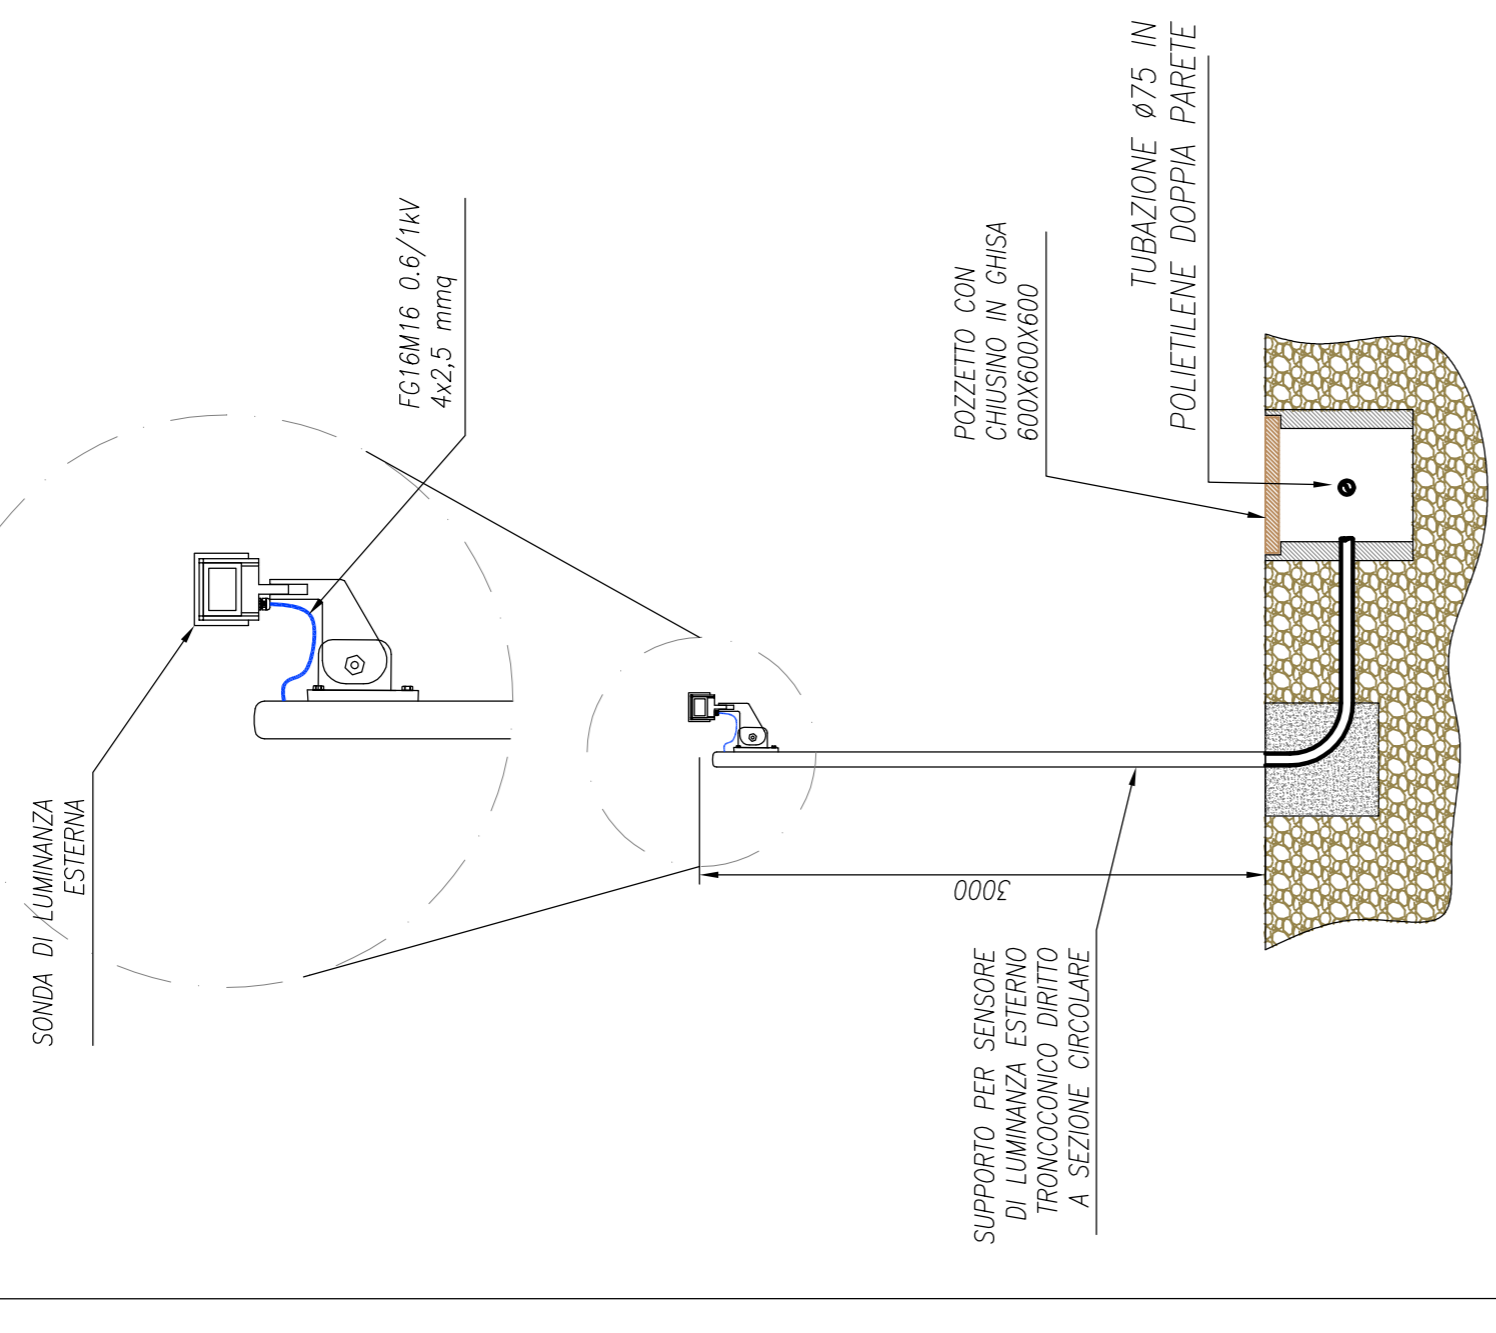 SONDA DI LUMINANZA
ESTERNA
FG16M16 0.6/1kV
4x2,5 mmq
POZZETTO CON
CHIUSINO IN GHISA
600X600X600
TUBAZIONE ø75 IN
POLIETILENE DOPPIA PARETE
3000
SUPPORTO PER SENSORE
DI LUMINANZA ESTERNO
TRONCOCONICO DIRITTO
A SEZIONE CIRCOLARE